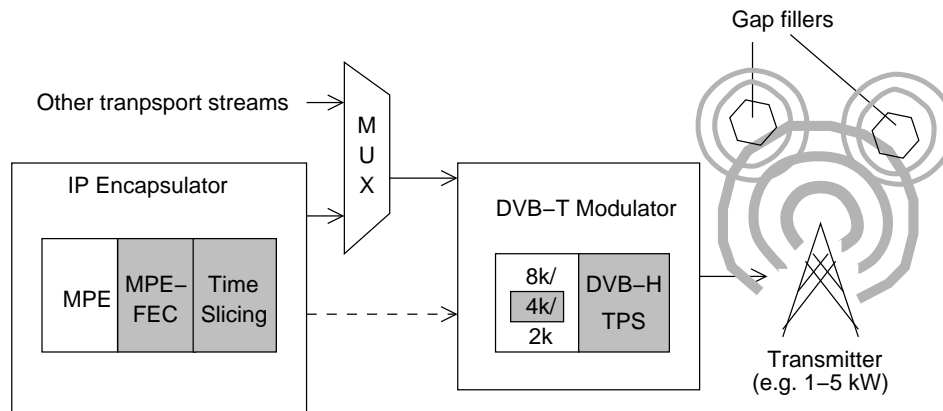 Gap fillers
Other tranpsport streams
M
U
X
IP Encapsulator
MPE
MPE–
FEC
Time
Slicing
DVB–T Modulator
8k/
4k/
2k
DVB–H
TPS
Transmitter
(e.g. 1–5 kW)